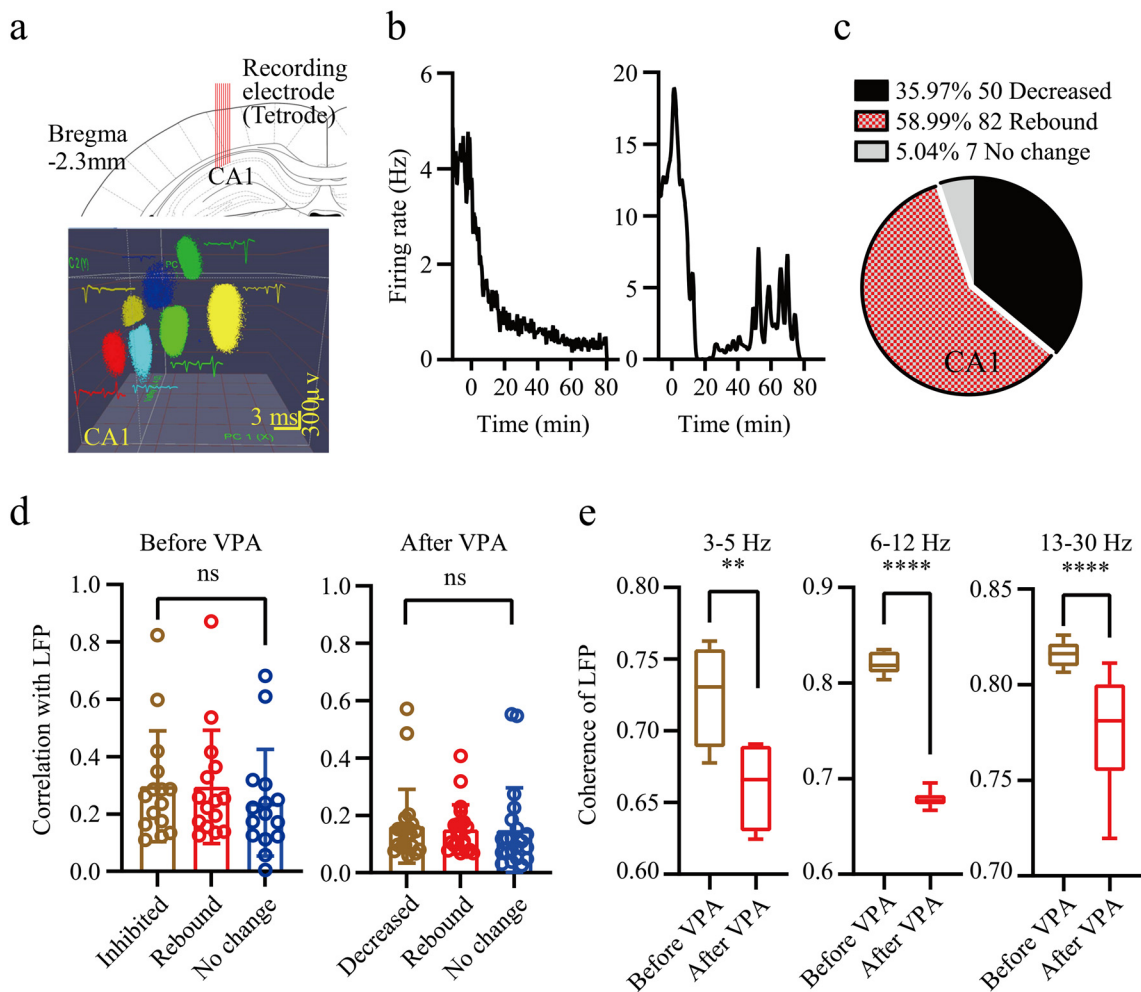 a
Recording
electrode
(Tetrode)
Bregma
-2.3mm
CA1
PC 2(Y)
PC
3 ms
300μ v
CA1
PC 1 (X)
b
Firing rate (Hz)
6
4
2
0
0 20 40 60 80
Time (min)
20
15
10
5
0
0 20 40 60 80
Time (min)
c
35.97% 50 Decreased
58.99% 82 Rebound
5.04% 7 No change
CA1
d
Correlation with LFP
Before VPA
ns
1.0
0.8
0.6
0.4
0.2
0.0
Inhibited
Rebound
No change
After VPA
ns
1.0
0.8
0.6
0.4
0.2
0.0
Decreased
Rebound
No change
e
Coherence of LFP
3-5 Hz
**
0.80
0.75
0.70
0.65
0.60
Before VPA
After VPA
6-12 Hz
****
0.9
0.8
0.7
0.6
Before VPA
After VPA
13-30 Hz
****
0.85
0.80
0.75
0.70
Before VPA
After VPA